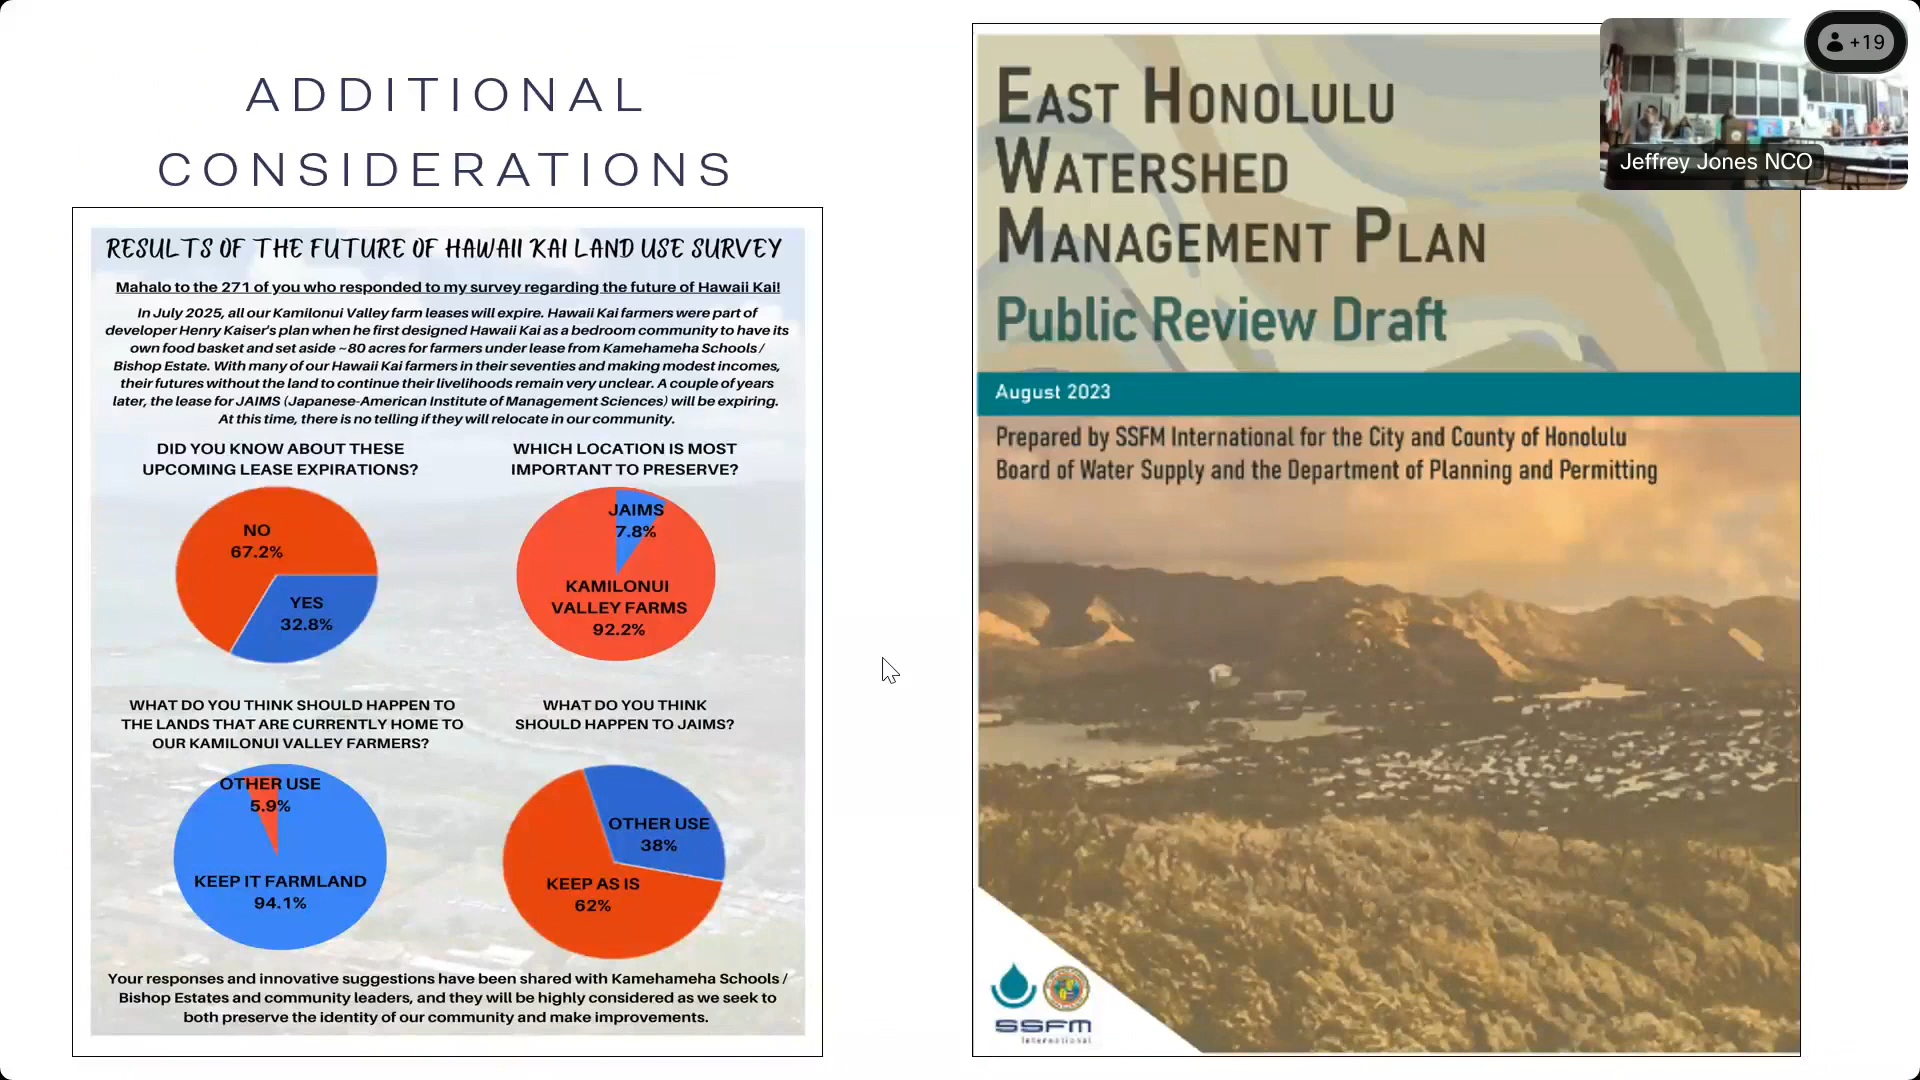 ADDITIONAL
CONSIDERATIONS
RESULTS OF THE FUTURE OF HAWAII KAI LAND USE SURVEY
Mahalo to the 271 of you who responded to my survey regarding the future of Hawaii Kai!
In July 2025, all our Kamilonui Valley farm leases will expire. Hawaii Kai farmers were part of
developer Henry Kaiser's plan when he first designed Hawaii Kai as a bedroom community to have its
own food basket and set aside ~80 acres for farmers under lease from Kamehameha Schools /
Bishop Estate. With many of our Hawaii Kai farmers in their seventies and making modest incomes,
their futures without the land to continue their livelihoods remain very unclear. A couple of years
later, the lease for JAIMS (Japanese-American Institute of Management Sciences) will be expiring.
At this time, there is no telling if they will relocate in our community.
DID YOU KNOW ABOUT THESE
UPCOMING LEASE EXPIRATIONS?
NO
67.2%
YES
32.8%
WHICH LOCATION IS MOST
IMPORTANT TO PRESERVE?
JAIMS
7.8%
KAMILONUI
VALLEY FARMS
92.2%
WHAT DO YOU THINK SHOULD HAPPEN TO
THE LANDS THAT ARE CURRENTLY HOME TO
OUR KAMILONUI VALLEY FARMERS?
OTHER USE
5.9%
KEEP IT FARMLAND
94.1%
WHAT DO YOU THINK
SHOULD HAPPEN TO JAIMS?
OTHER USE
38%
KEEP AS IS
62%
Your responses and innovative suggestions have been shared with Kamehameha Schools /
Bishop Estates and community leaders, and they will be highly considered as we seek to
both preserve the identity of our community and make improvements.
EAST HONOLULU
WATERSHED
MANAGEMENT PLAN
Public Review Draft
August 2023
Prepared by SSFM International for the City and County of Honolulu
Board of Water Supply and the Department of Planning and Permitting
SSFM
International
+19
Jeffrey Jones NCO